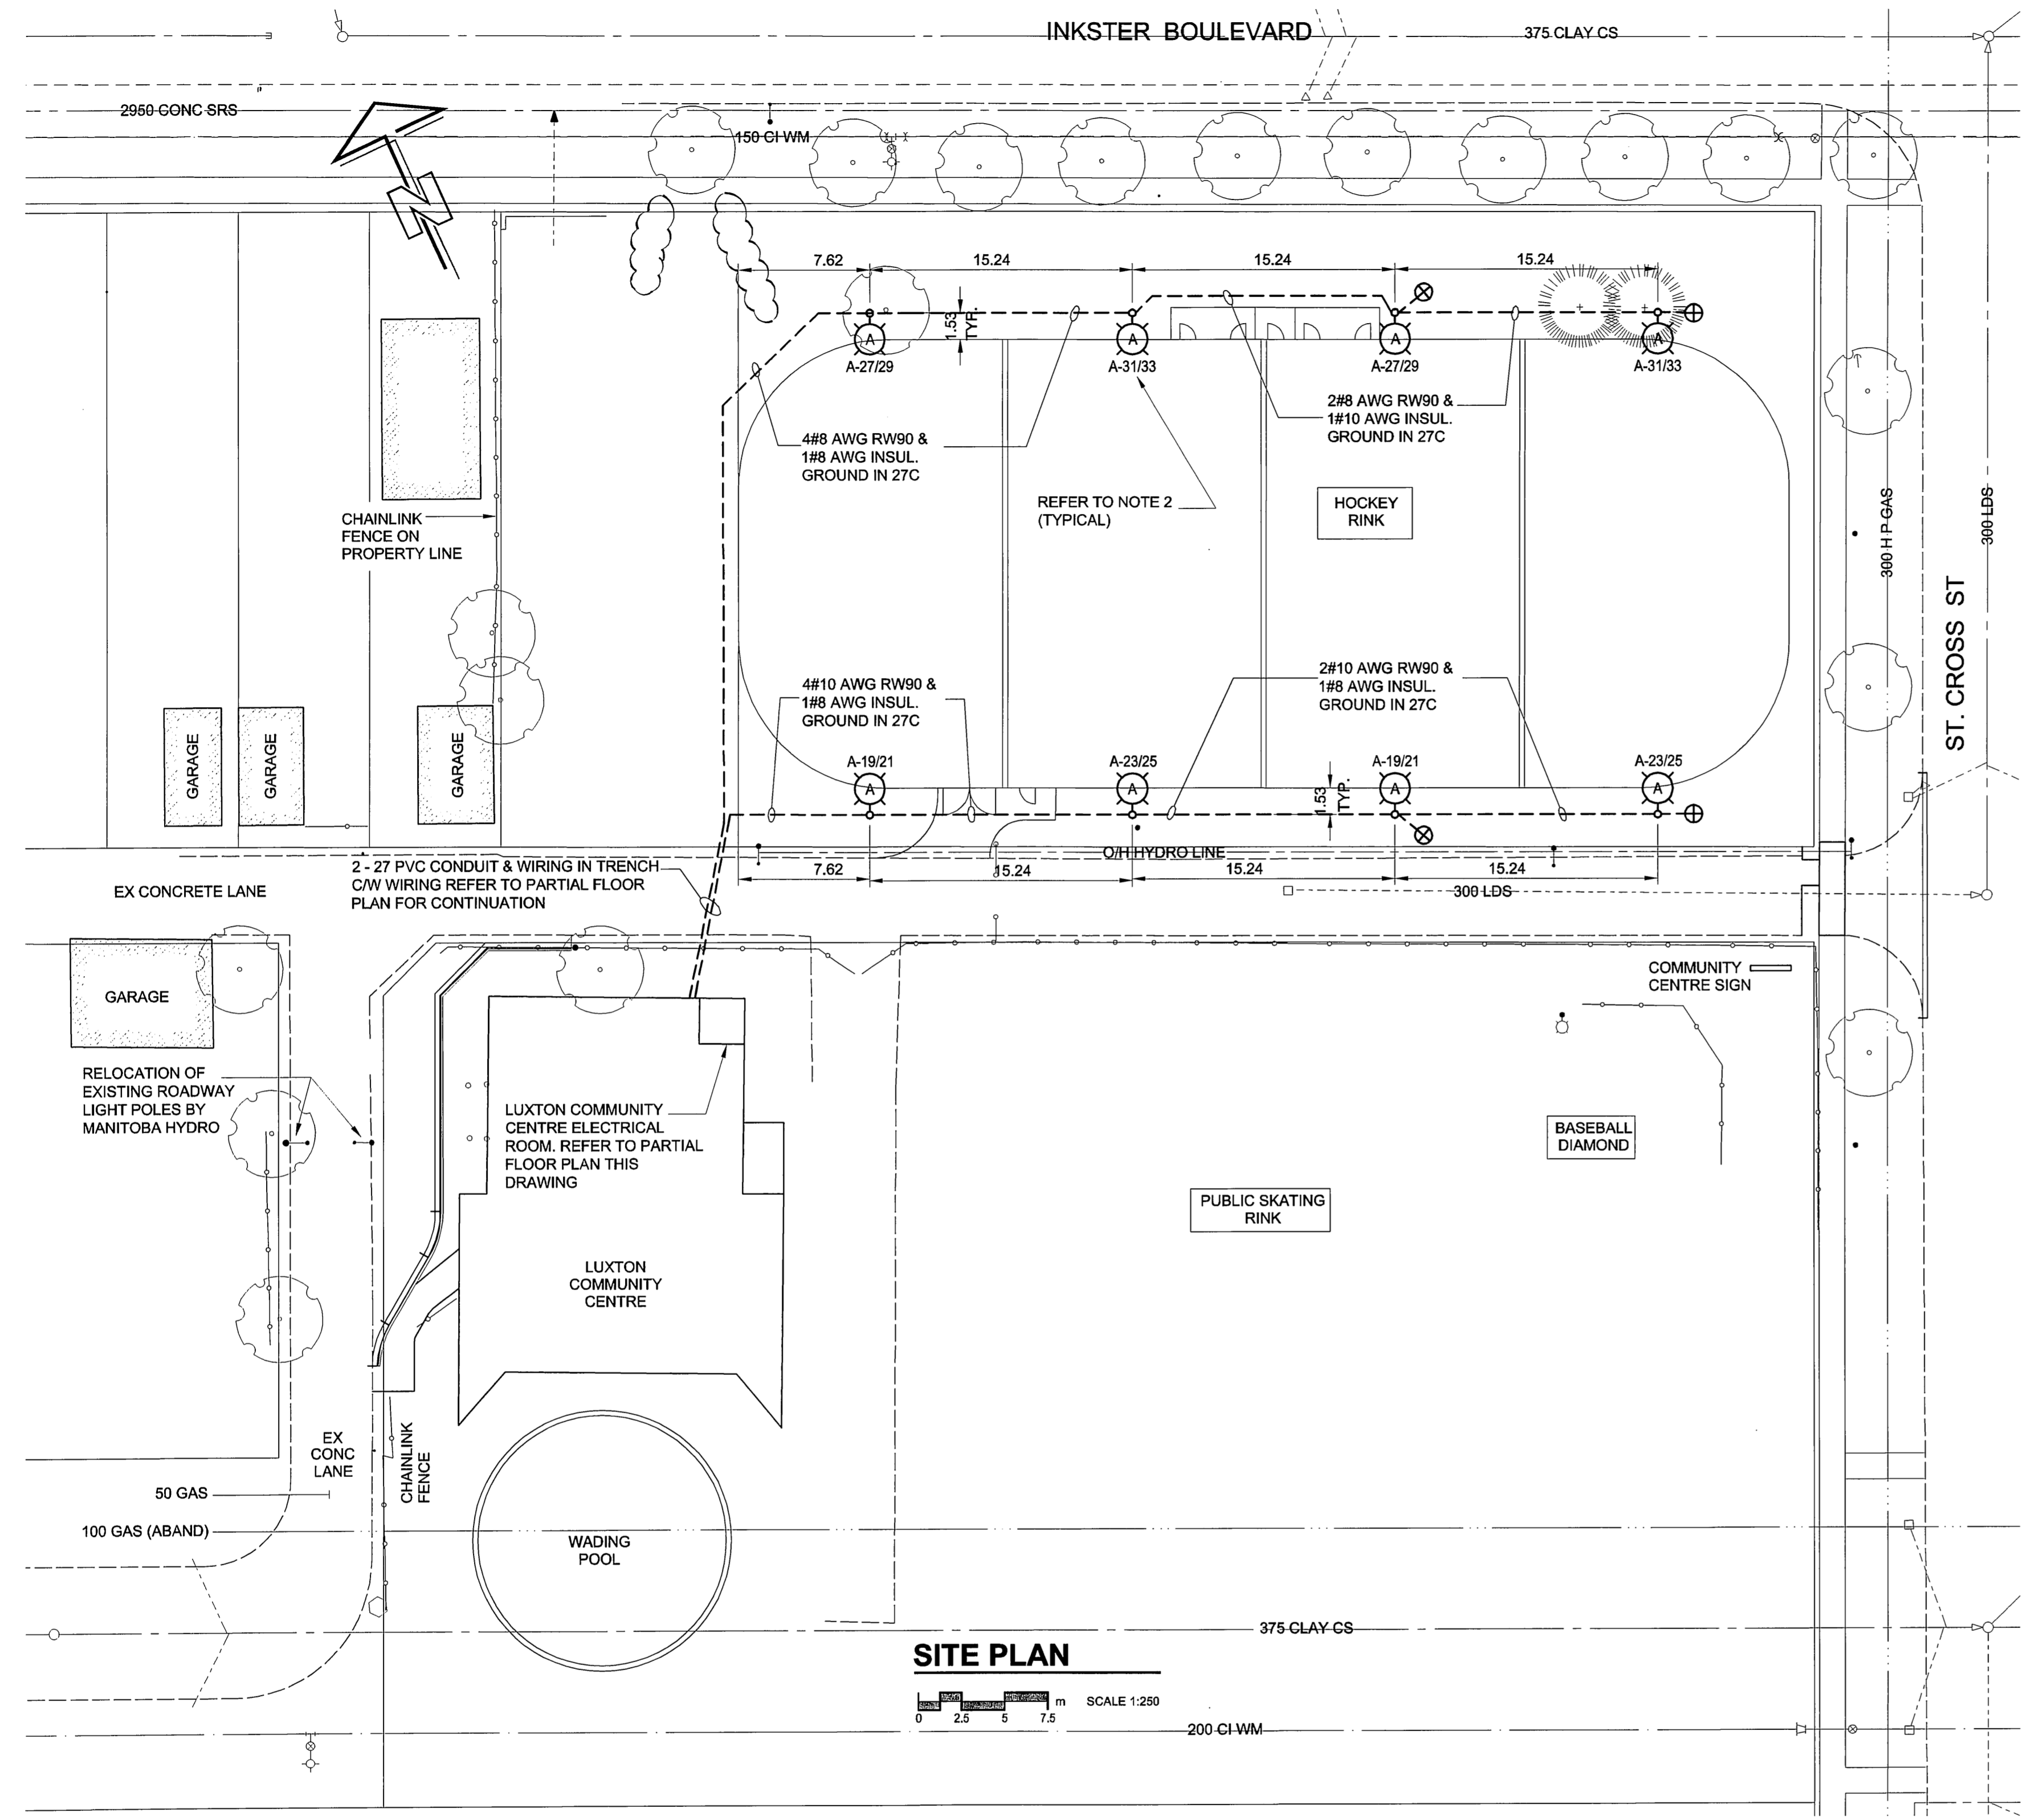 INKSTER BOULEVARD
375 CLAY CS
2950 CONC SRS
150 CI WM
7.62
15.24
15.24
15.24
1.53
TYP.
A
A
A
A
A-27/29
A-31/33
A-27/29
A-31/33
2#8 AWG RW90 &
1#10 AWG INSUL.
GROUND IN 27C
4#8 AWG RW90 &
1#8 AWG INSUL.
GROUND IN 27C
REFER TO NOTE 2
(TYPICAL)
HOCKEY
RINK
CHAINLINK
FENCE ON
PROPERTY LINE
300 H P GAS
300 LDS
ST. CROSS ST
4#10 AWG RW90 &
1#8 AWG INSUL.
GROUND IN 27C
2#10 AWG RW90 &
1#8 AWG INSUL.
GROUND IN 27C
GARAGE
GARAGE
GARAGE
A-19/21
A-23/25
A-19/21
A-23/25
A
A
A
A
1.53
TYP.
O/H HYDRO LINE
2 - 27 PVC CONDUIT & WIRING IN TRENCH
C/W WIRING REFER TO PARTIAL FLOOR
PLAN FOR CONTINUATION
7.62
15.24
15.24
15.24
300 LDS
EX CONCRETE LANE
GARAGE
COMMUNITY
CENTRE SIGN
RELOCATION OF
EXISTING ROADWAY
LIGHT POLES BY
MANITOBA HYDRO
LUXTON COMMUNITY
CENTRE ELECTRICAL
ROOM. REFER TO PARTIAL
FLOOR PLAN THIS
DRAWING
BASEBALL
DIAMOND
PUBLIC SKATING
RINK
LUXTON
COMMUNITY
CENTRE
EX
CONC
LANE
CHAINLINK
FENCE
50 GAS
100 GAS (ABAND)
WADING
POOL
375 CLAY CS
SITE PLAN
m SCALE 1:250
0 2.5 5 7.5
200 CI WM